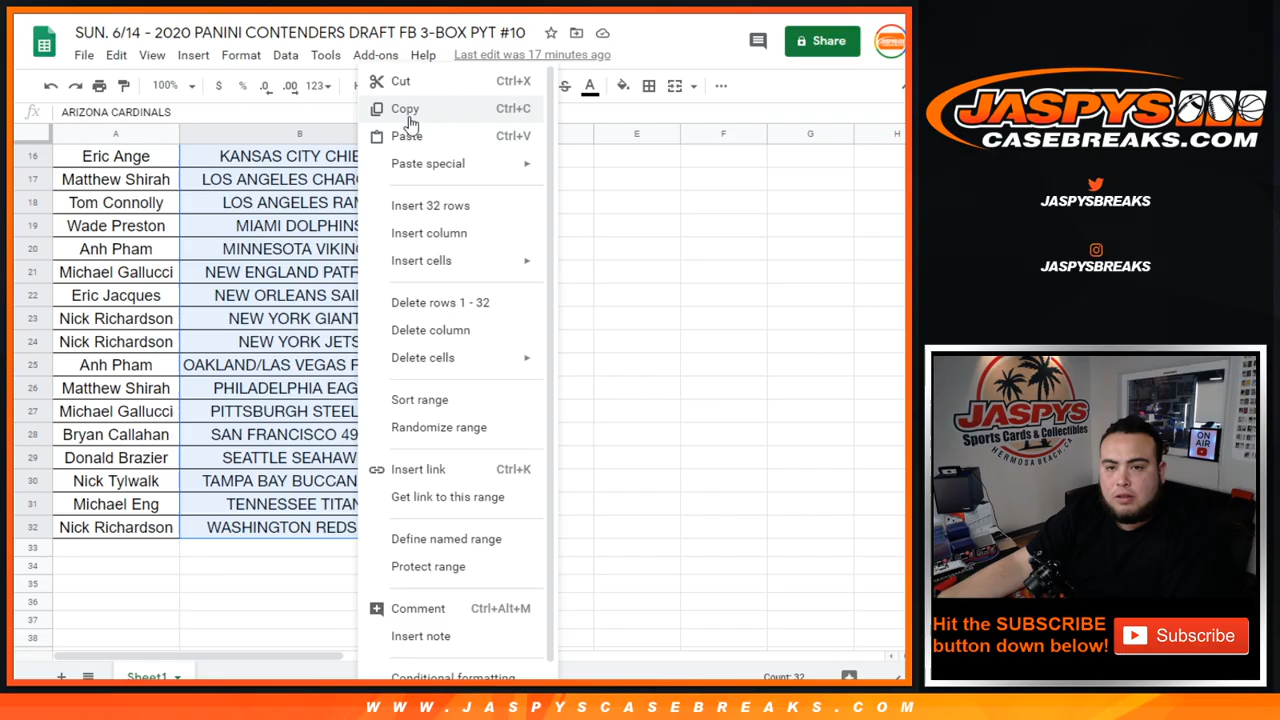 SUN. 6/14 - 2020 PANINI CONTENDERS DRAFT FB 3-BOX PYT #10
File Edit View Insert Format Data Tools Add-ons Help Last edit was 17 minutes ago
Share
100% $ % .0 .00 123
fx ARIZONA CARDINALS
A B E F G H
16 Eric Ange KANSAS CITY CHIE
17 Matthew Shirah LOS ANGELES CHARG
18 Tom Connolly LOS ANGELES RAM
19 Wade Preston MIAMI DOLPHINS
20 Anh Pham MINNESOTA VIKING
21 Michael Gallucci NEW ENGLAND PATR
22 Eric Jacques NEW ORLEANS SAI
23 Nick Richardson NEW YORK GIANT
24 Nick Richardson NEW YORK JETS
25 Anh Pham OAKLAND/LAS VEGAS
26 Matthew Shirah PHILADELPHIA EAG
27 Michael Gallucci PITTSBURGH STEEL
28 Bryan Callahan SAN FRANCISCO 49
29 Donald Brazier SEATTLE SEAHAW
30 Nick Tylwalk TAMPA BAY BUCCAN
31 Michael Eng TENNESSEE TITAN
32 Nick Richardson WASHINGTON REDS
33
34
35
36
37
38
Cut Ctrl+X
Copy Ctrl+C
Paste Ctrl+V
Paste special
Insert 32 rows
Insert column
Insert cells
Delete rows 1 - 32
Delete column
Delete cells
Sort range
Randomize range
Insert link Ctrl+K
Get link to this range
Define named range
Protect range
Comment Ctrl+Alt+M
Insert note
Conditional formatting
Sheet1
Count: 32
JASPYS
CASEBREAKS.COM
JASPYSBREAKS
JASPYSBREAKS
JASPYS
Sports Cards & Collectibles
HERMOSA BEACH, CA
ON AIR
Hit the SUBSCRIBE
button down below!
Subscribe
WWW.JASPYSCASEBREAKS.COM